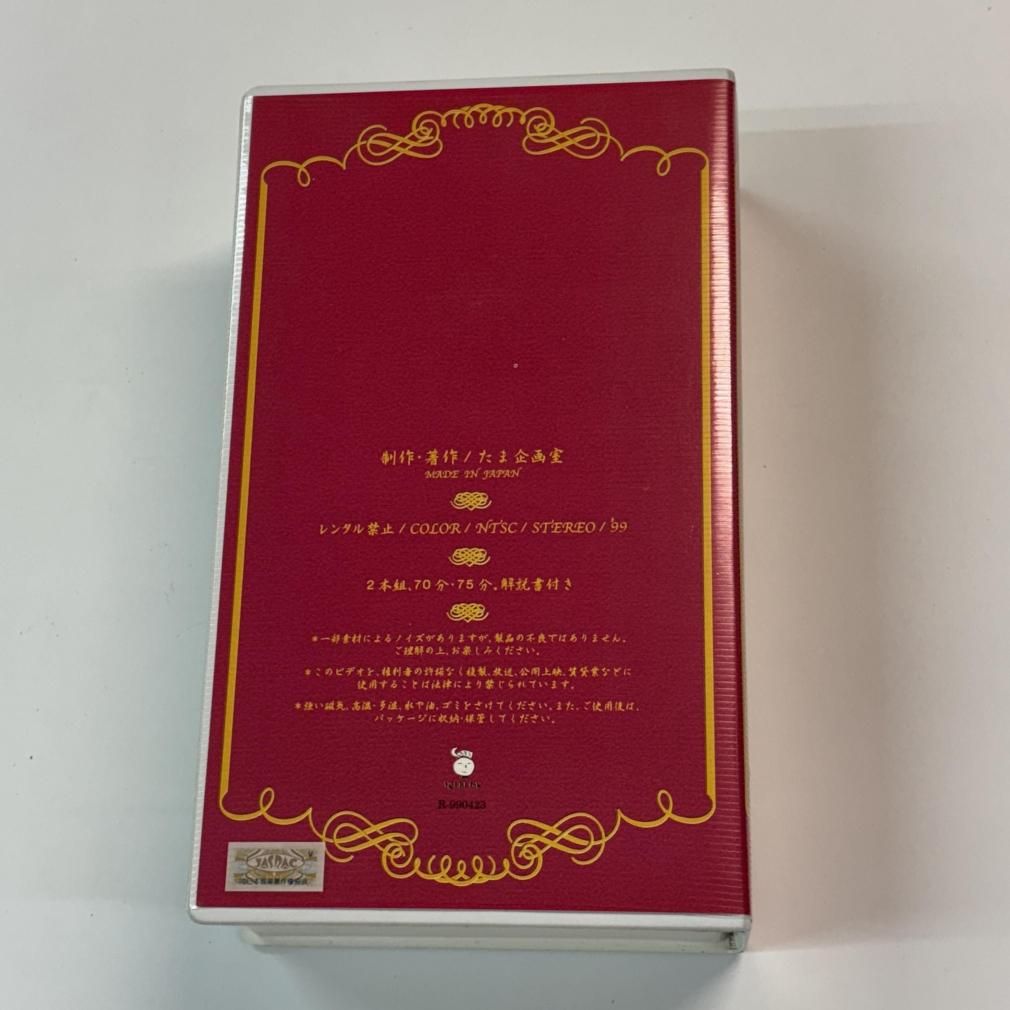 制作・著作/たま企画室
MADE IN JAPAN
レンタル禁止/COLOR/NTSC/STEREO/'99
2本組、70分・75分。解説書付き
*一部素材によるノイズがありますが、製品の不良ではありません。
ご理解の上、お楽しみください。
*このビデオを、権利者の許諾なく複製、放送、公開上映、賃貸業などに
使用することは法律により禁じられています。
*強い磁気、高温・多湿、水や油、ゴミをさけてください。また、ご使用後は、
パッケージに収納・保管してください。
R-990423
JASRAC